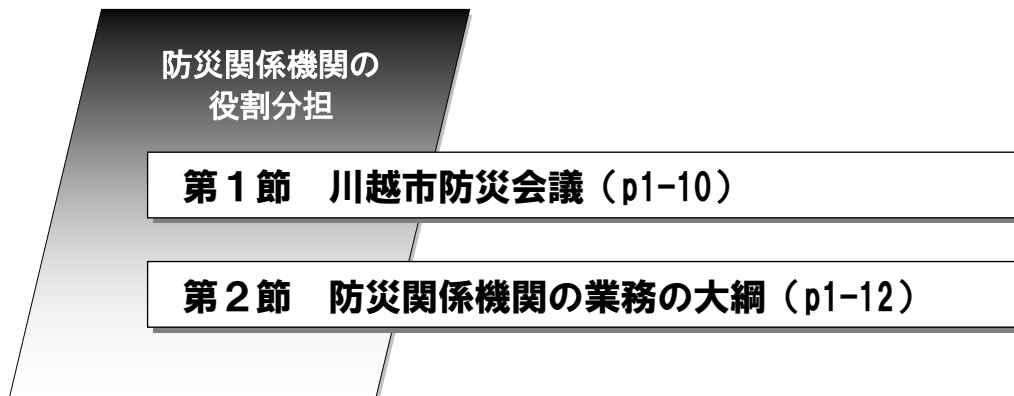 防災関係機関の
役割分担
第1節　川越市防災会議（p1-10）
第2節　防災関係機関の業務の大綱（p1-12）